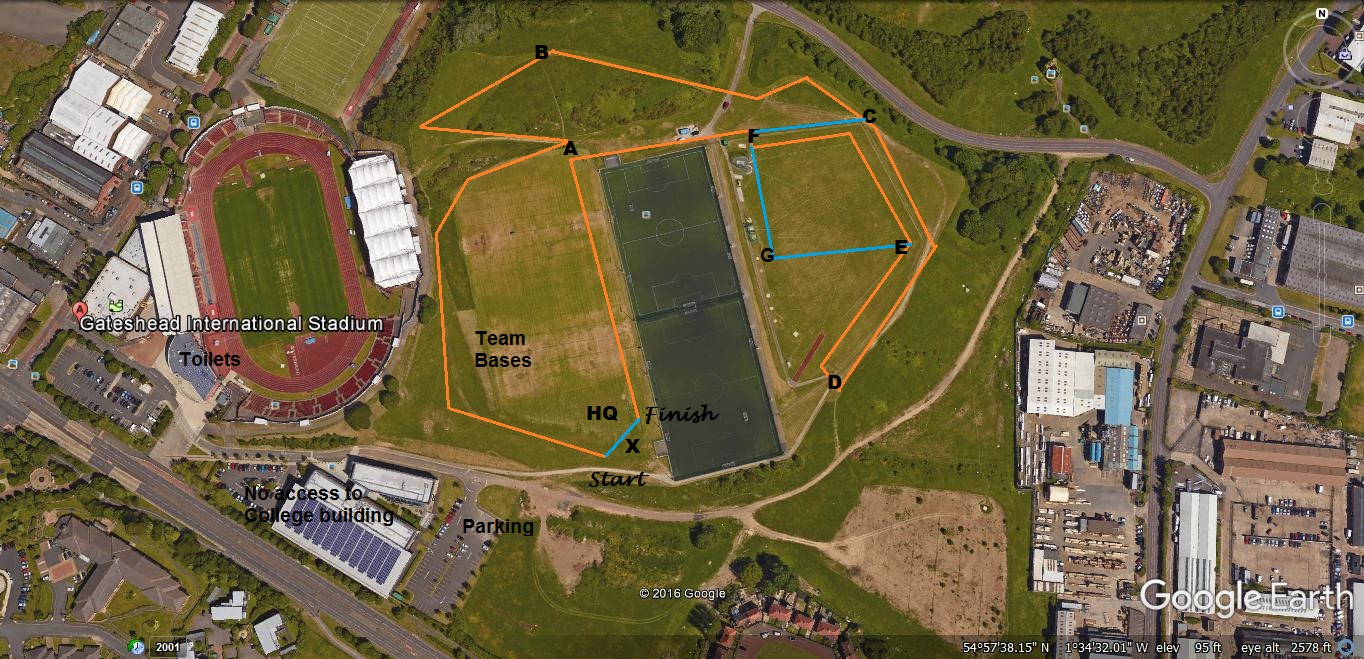 N
B
C
A
F
G
E
A
Gateshead International Stadium
Team
Bases
Toilets
D
HQ
Finish
X
Start
No access to
College building
Parking
© 2016 Google
Google Earth
2001
54°57'38.15" N 1°34'32.01" W elev 95 ft eye alt 2578 ft